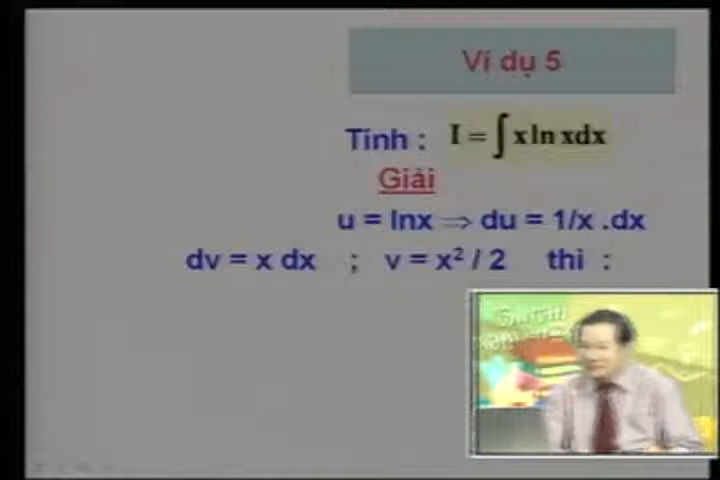 Ví dụ 5
Tính : I = ∫ x ln xdx
Giải
u = lnx ⇒ du = 1/x .dx
dv = x dx ; v = x² / 2 thì :